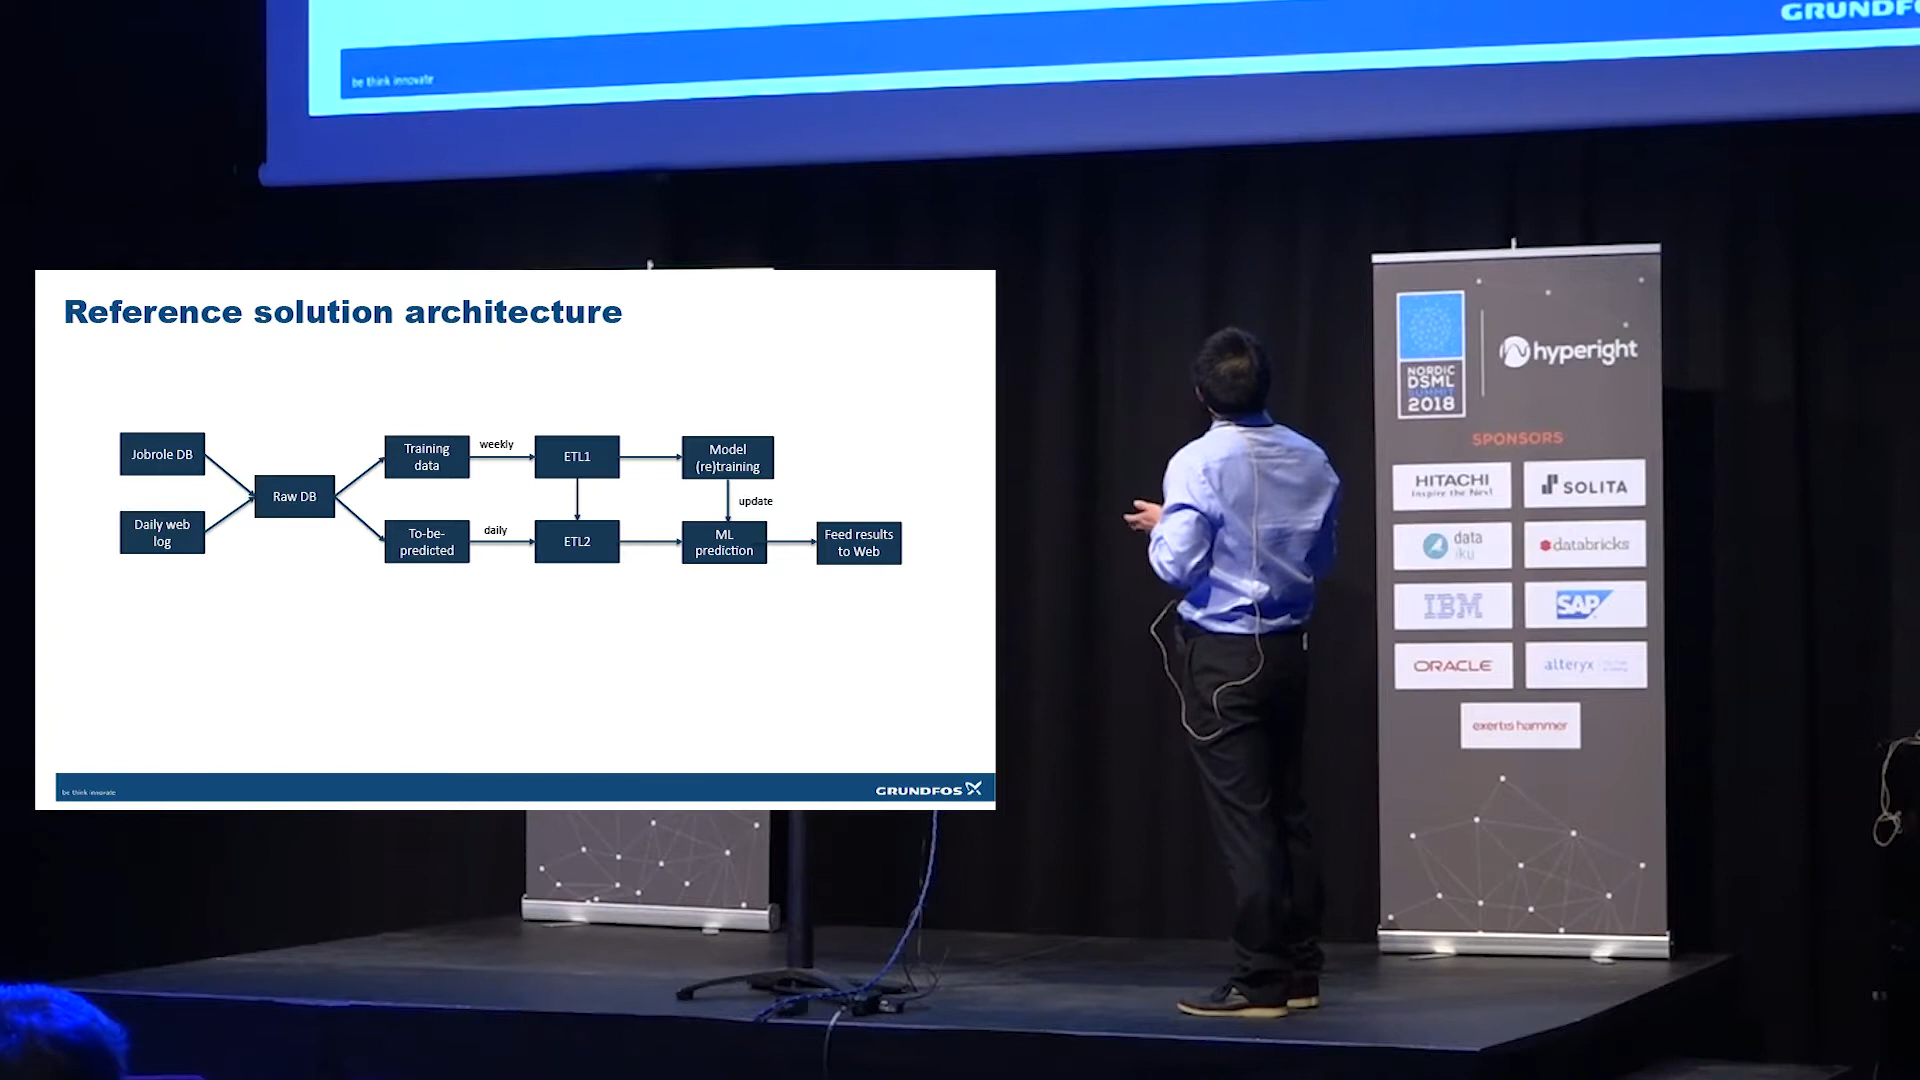 GRUNDFO
be think innovate
Reference solution architecture
Jobrole DB
Daily web
log
Raw DB
Training
data
To-be-
predicted
weekly
daily
ETL1
ETL2
Model
(re)training
update
ML
prediction
Feed results
to Web
be think innovate
GRUNDFOS
NORDIC
DSML
SUMMIT
2018
hyperight
SPONSORS
HITACHI
Inspire the Next
SOLITA
data
iku
databricks
IBM
SAP
ORACLE
alteryx
exertis hammer